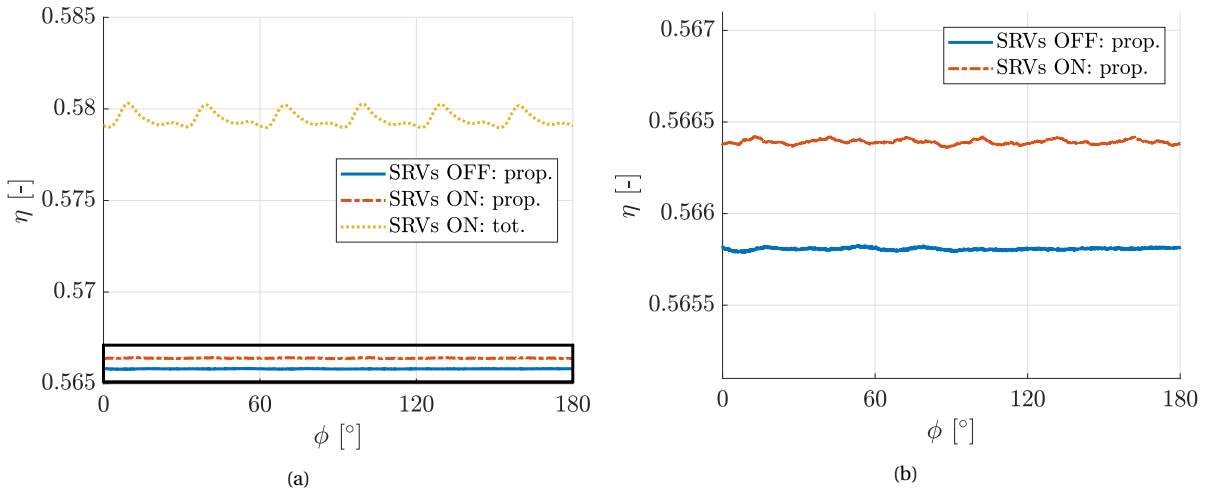 0.585
0.58
0.575
0.57
0.565
η [-]
0
60
120
180
ϕ [°]
SRVs OFF: prop.
SRVs ON: prop.
SRVs ON: tot.
(a)
0.567
0.5665
0.566
0.5655
η [-]
0
60
120
180
ϕ [°]
SRVs OFF: prop.
SRVs ON: prop.
(b)